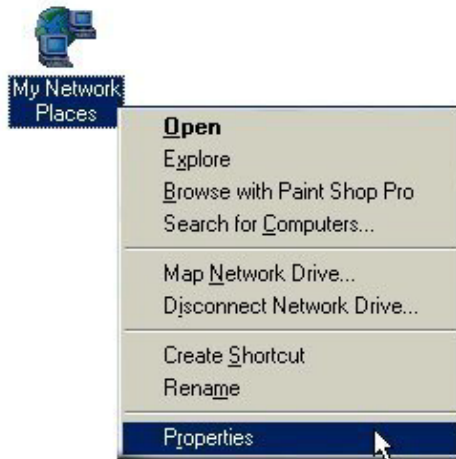 My Network
Places
Open
Explore
Browse with Paint Shop Pro
Search for Computers...
Map Network Drive...
Disconnect Network Drive...
Create Shortcut
Rename
Properties